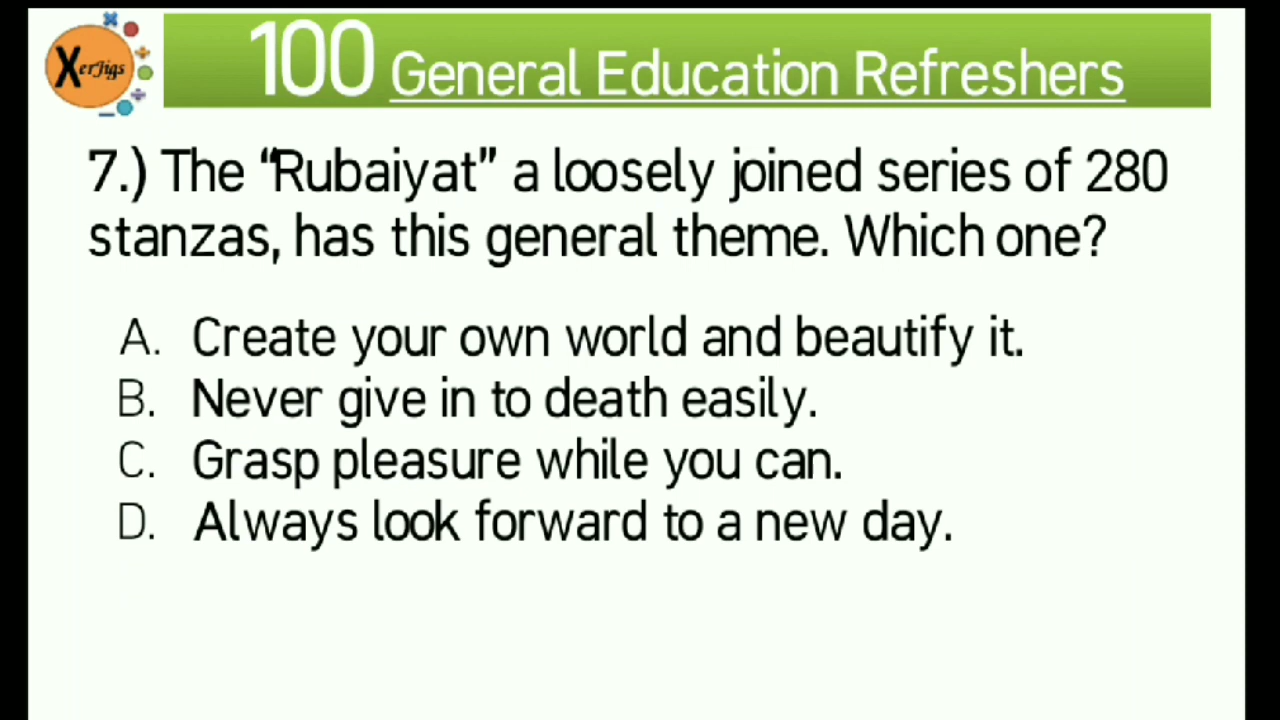 Xerjigs
100 General Education Refreshers
7.) The “Rubaiyat” a loosely joined series of 280
stanzas, has this general theme. Which one?
A. Create your own world and beautify it.
B. Never give in to death easily.
C. Grasp pleasure while you can.
D. Always look forward to a new day.